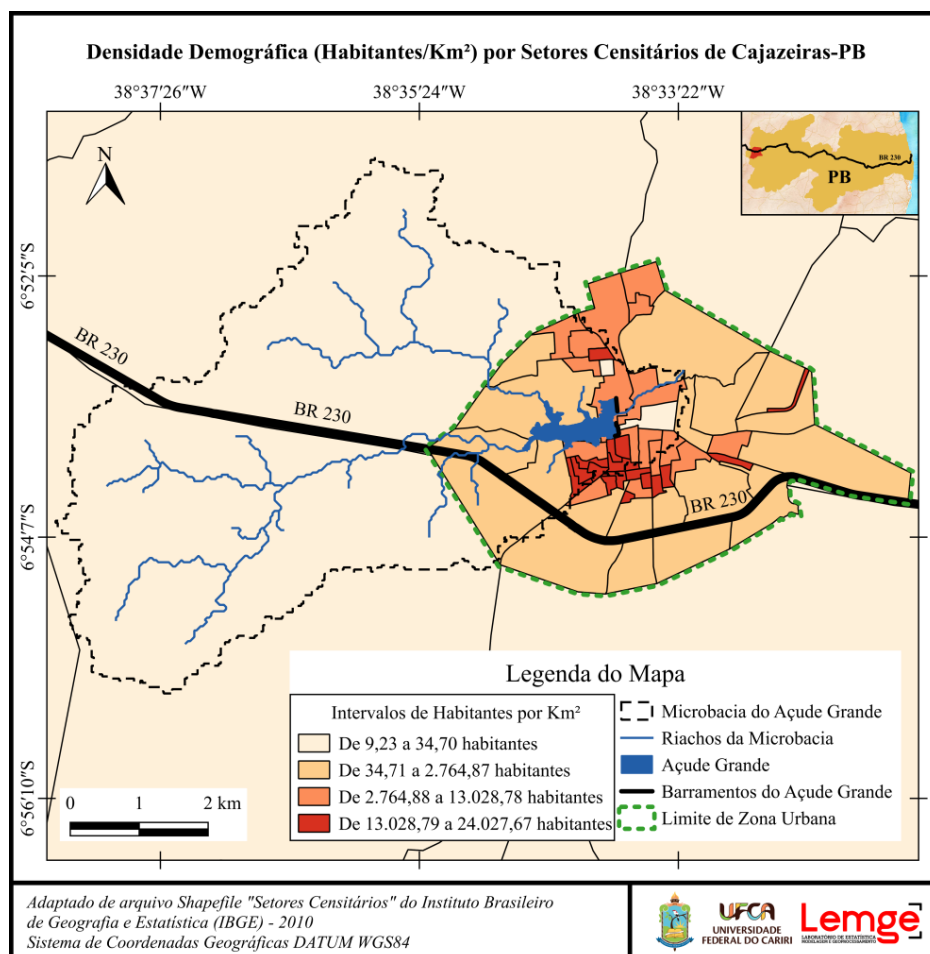 Densidade Demográfica (Habitantes/Km²) por Setores Censitários de Cajazeiras-PB
38°37′26″W
38°35′24″W
38°33′22″W
N
BR 230
PB
6°52′5″S
BR 230
BR 230
BR 230
6°54′7″S
6°56′10″S
Legenda do Mapa
Intervalos de Habitantes por Km²
De 9,23 a 34,70 habitantes
De 34,71 a 2.764,87 habitantes
De 2.764,88 a 13.028,78 habitantes
De 13.028,79 a 24.027,67 habitantes
Microbacia do Açude Grande
Riachos da Microbacia
Açude Grande
Barramentos do Açude Grande
Limite de Zona Urbana
0 1 2 km
Adaptado de arquivo Shapefile "Setores Censitários" do Instituto Brasileiro
de Geografia e Estatística (IBGE) - 2010
Sistema de Coordenadas Geográficas DATUM WGS84
UFCA
UNIVERSIDADE
FEDERAL DO CARIRI
Lemge
LABORATÓRIO DE ESTATÍSTICA
MODELAGEM E GEOPROCESSAMENTO